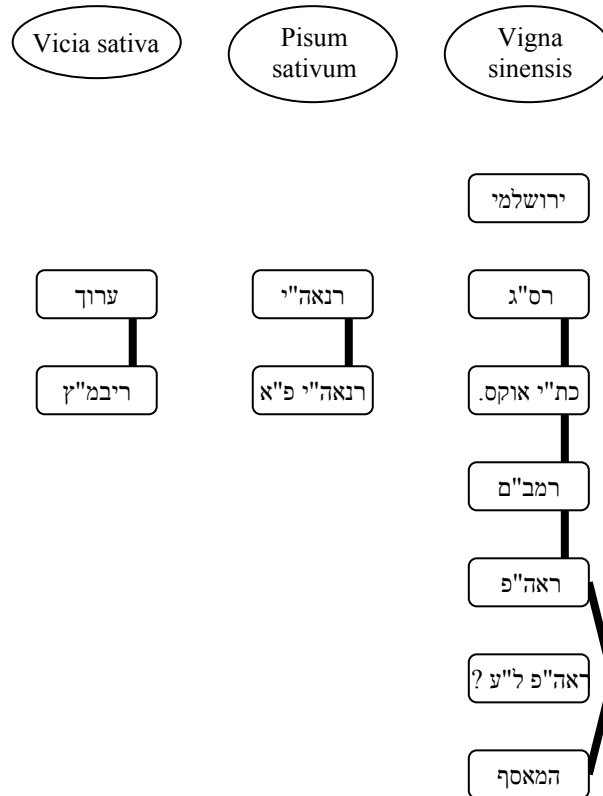 Vicia sativa
Pisum
sativum
Vigna
sinensis
ירושלמי
ערוך
רנאה"י
רס"ג
ריבמ"ץ
רנאה"י פ"א
כת"י אוקס.
רמב"ם
ראה"פ
ראה"פ ל"ע ?
המאסף